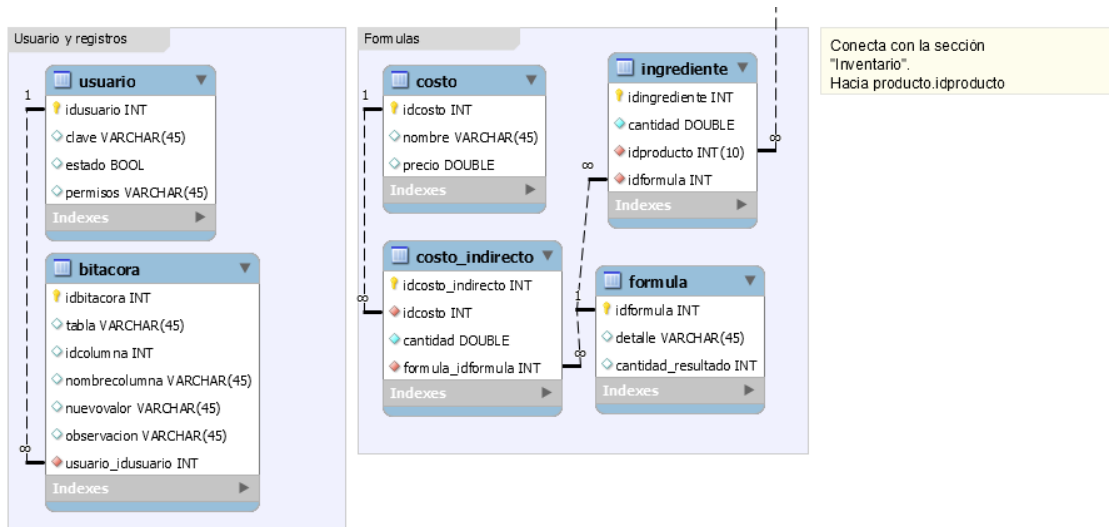 Usuario y registros
usuario
1
idusuario INT
clave VARCHAR(45)
estado BOOL
permisos VARCHAR(45)
Indexes
bitacora
idbitacora INT
tabla VARCHAR(45)
idcolumna INT
nombrecolumna VARCHAR(45)
nuevovalor VARCHAR(45)
observacion VARCHAR(45)
∞
usuario_idusuario INT
Indexes
Formulas
costo
1
idcosto INT
nombre VARCHAR(45)
precio DOUBLE
Indexes
costo_indirecto
idcosto_indirecto INT
∞
idcosto INT
cantidad DOUBLE
formula_idformula INT
∞
Indexes
ingrediente
idingrediente INT
cantidad DOUBLE
∞
idproducto INT(10)
∞
idformula INT
Indexes
formula
1
idformula INT
detalle VARCHAR(45)
cantidad_resultado INT
Indexes
Conecta con la sección
"Inventario".
Hacia producto.idproducto